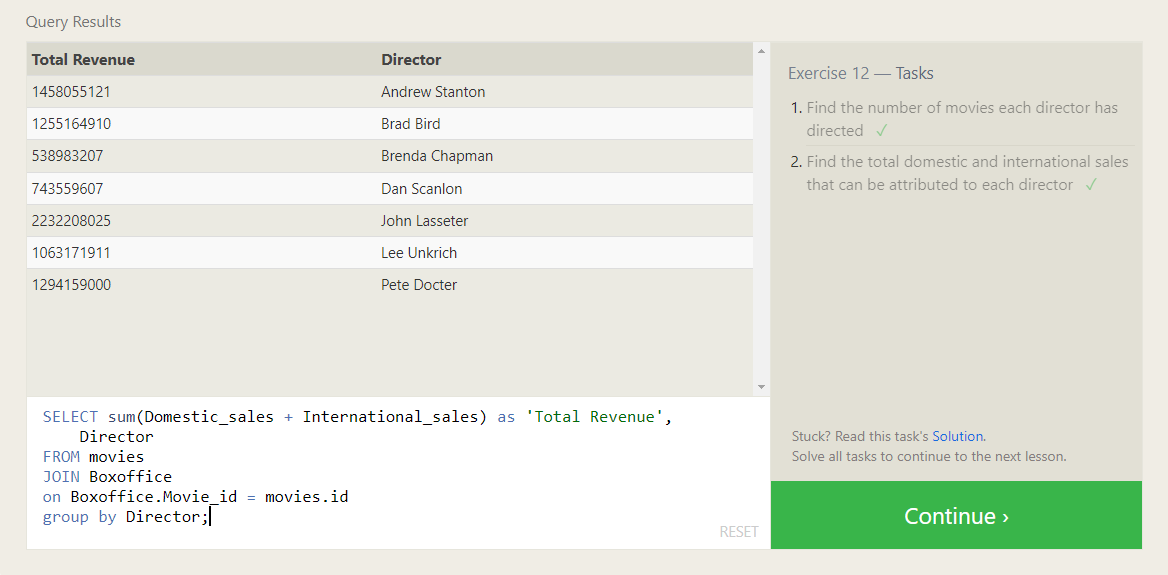 Query Results
Total Revenue Director
1458055121 Andrew Stanton
1255164910 Brad Bird
538983207 Brenda Chapman
743559607 Dan Scanlon
2232208025 John Lasseter
1063171911 Lee Unkrich
1294159000 Pete Docter
SELECT sum(Domestic_sales + International_sales) as 'Total Revenue',
    Director
FROM movies
JOIN Boxoffice
on Boxoffice.Movie_id = movies.id
group by Director;
RESET
Exercise 12 — Tasks
1. Find the number of movies each director has
directed ✓
2. Find the total domestic and international sales
that can be attributed to each director ✓
Stuck? Read this task's Solution.
Solve all tasks to continue to the next lesson.
Continue ›